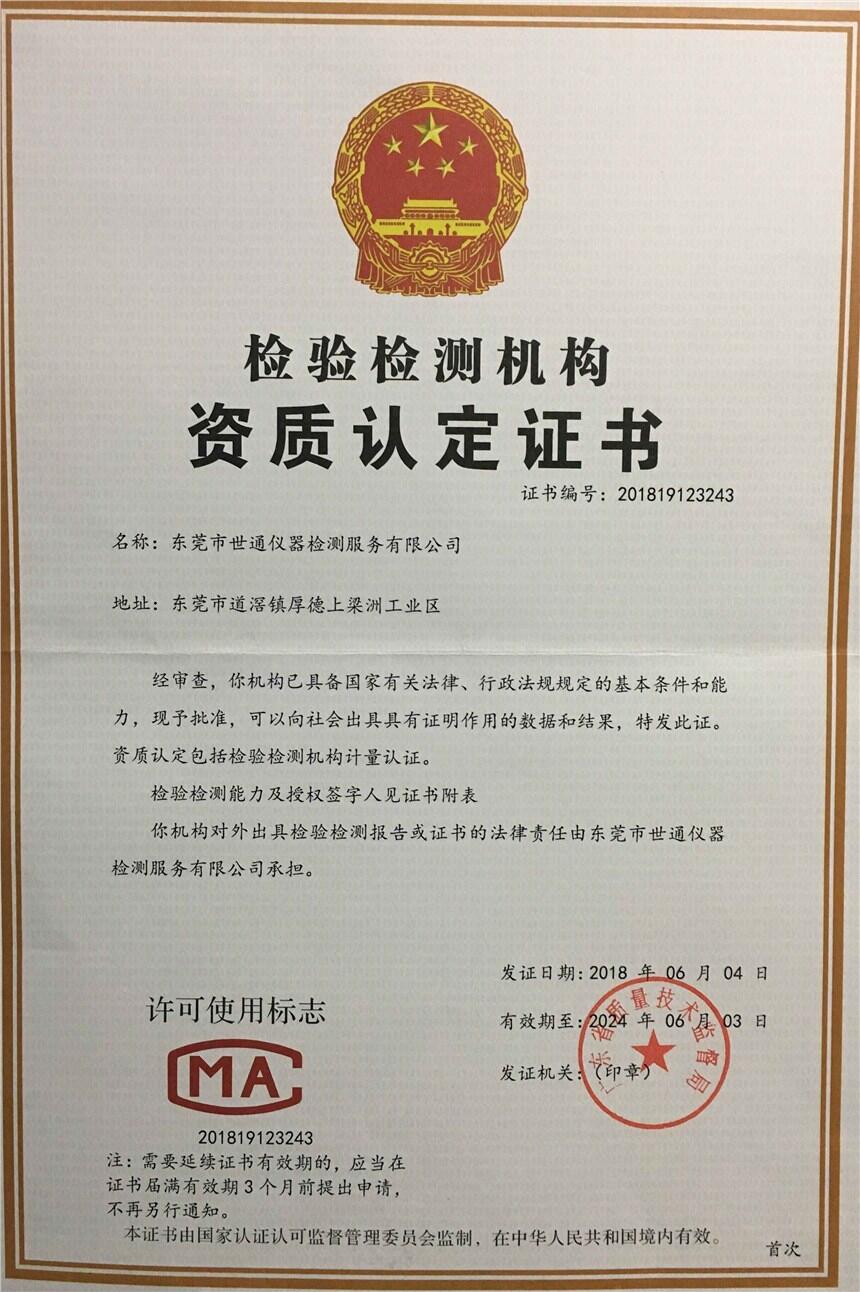 检验检测机构
资质认定证书
证书编号：201819123243
名称：东莞市世通仪器检测服务有限公司
地址：东莞市道滘镇厚德上梁洲工业区
经审查，你机构已具备国家有关法律、行政法规规定的基本条件和能
力，现予批准，可以向社会出具具有证明作用的数据和结果，特发此证。
资质认定包括检验检测机构计量认证。
检验检测能力及授权签字人见证书附表
你机构对外出具检验检测报告或证书的法律责任由东莞市世通仪器
检测服务有限公司承担。
发证日期：2018 年 06 月 04 日
有效期至：2024 年 06 月 03 日
发证机关：（印章）
广东省质量技术监督局
许可使用标志
MA
201819123243
注：需要延续证书有效期的，应当在
证书届满有效期3个月前提出申请，
不再另行通知。
本证书由国家认证认可监督管理委员会监制，在中华人民共和国境内有效。
首次